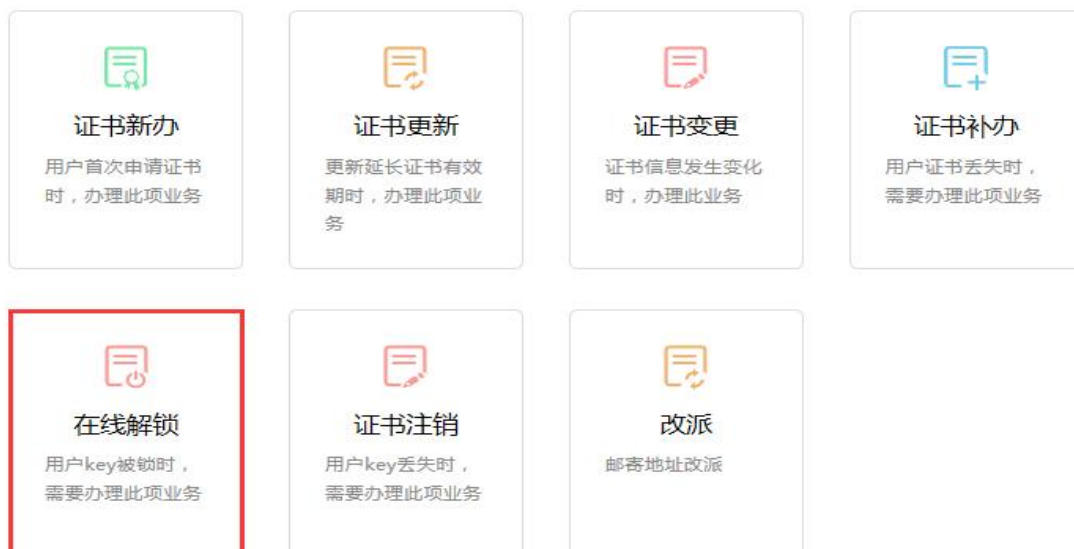 证书新办
用户首次申请证书
时，办理此项业务
证书更新
更新延长证书有效
期时，办理此项业
务
证书变更
证书信息发生变化
时，办理此业务
证书补办
用户证书丢失时，
需要办理此项业务
在线解锁
用户key被锁时，
需要办理此项业务
证书注销
用户key丢失时，
需要办理此项业务
改派
邮寄地址改派